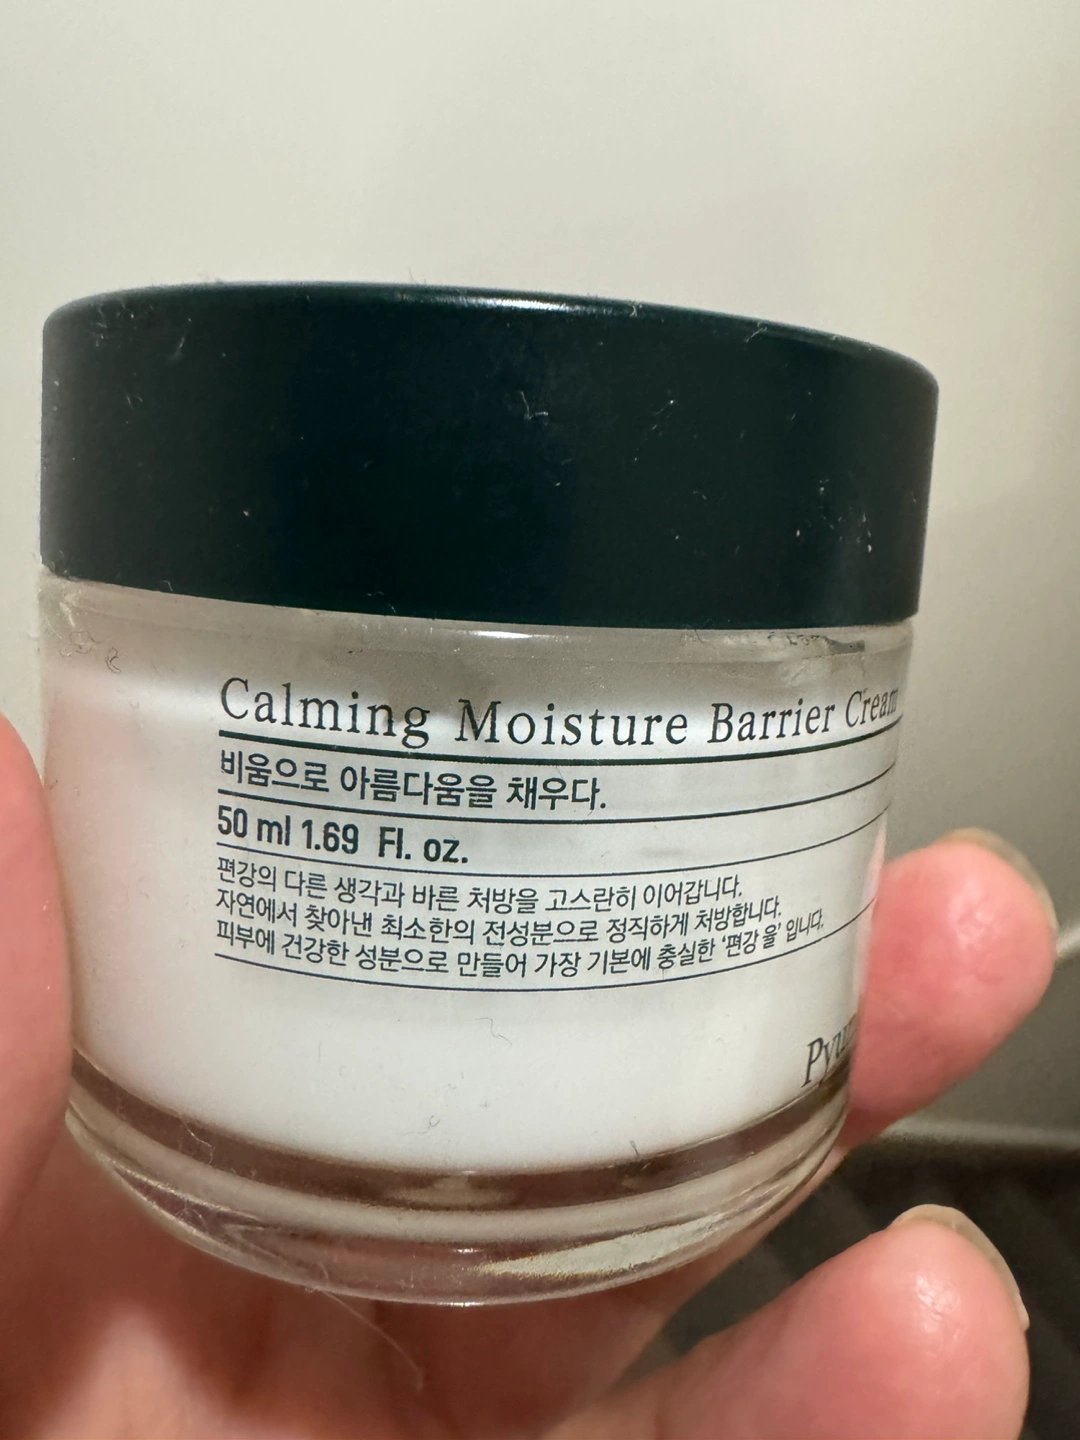 Calming Moisture Barrier Cream
비움으로 아름다움을 채우다.
50 ml 1.69 Fl. oz.
편강의 다른 생각과 바른 처방을 고스란히 이어갑니다.
자연에서 찾아낸 최소한의 전성분으로 정직하게 처방합니다.
피부에 건강한 성분으로 만들어 가장 기본에 충실한 '편강 율' 입니다.